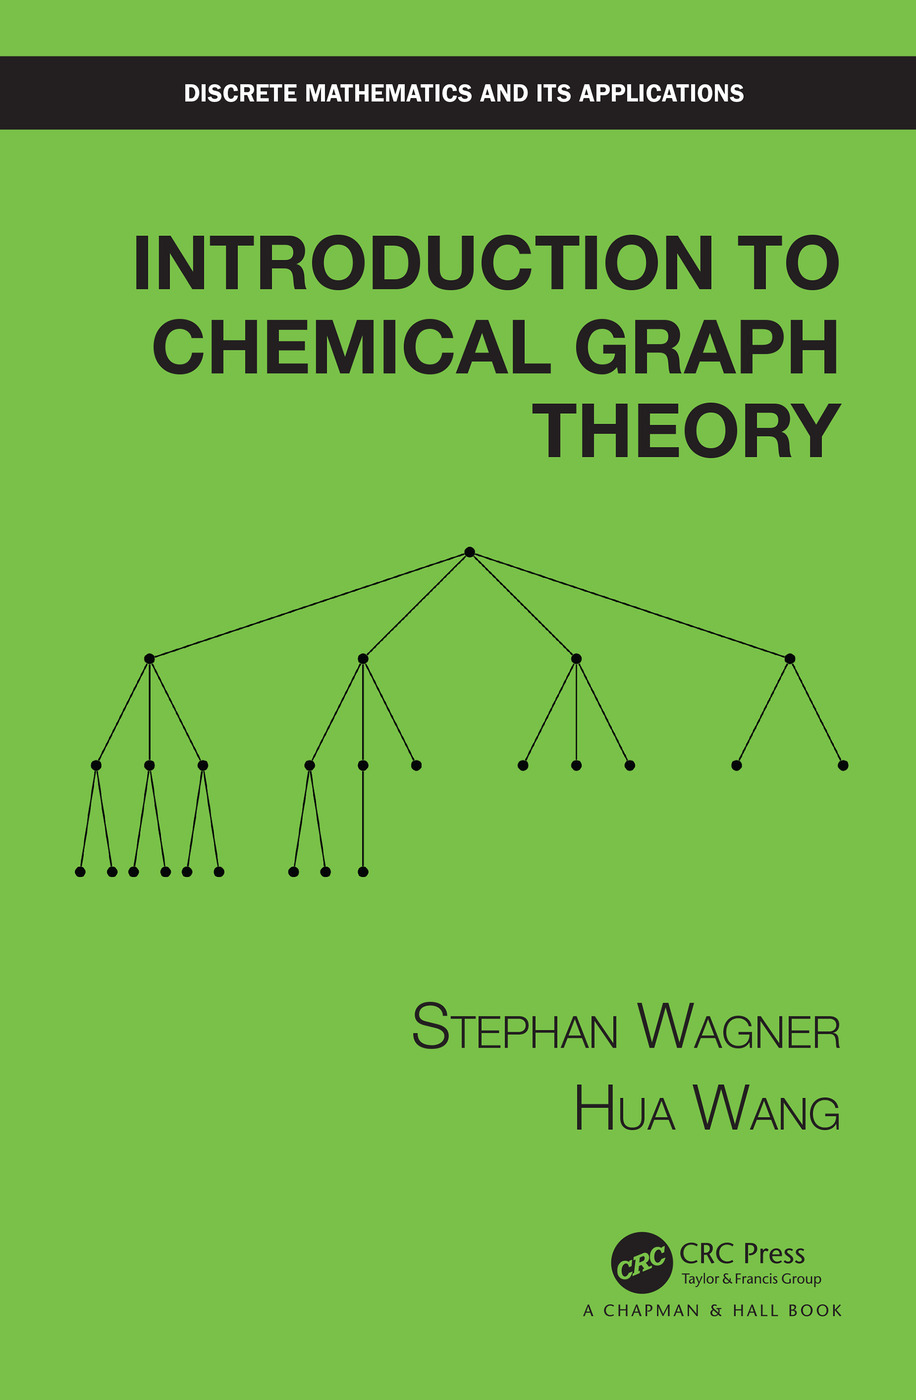 DISCRETE MATHEMATICS AND ITS APPLICATIONS
INTRODUCTION TO
CHEMICAL GRAPH
THEORY
STEPHAN WAGNER
HUA WANG
CRC CRC Press
Taylor & Francis Group
A CHAPMAN & HALL BOOK